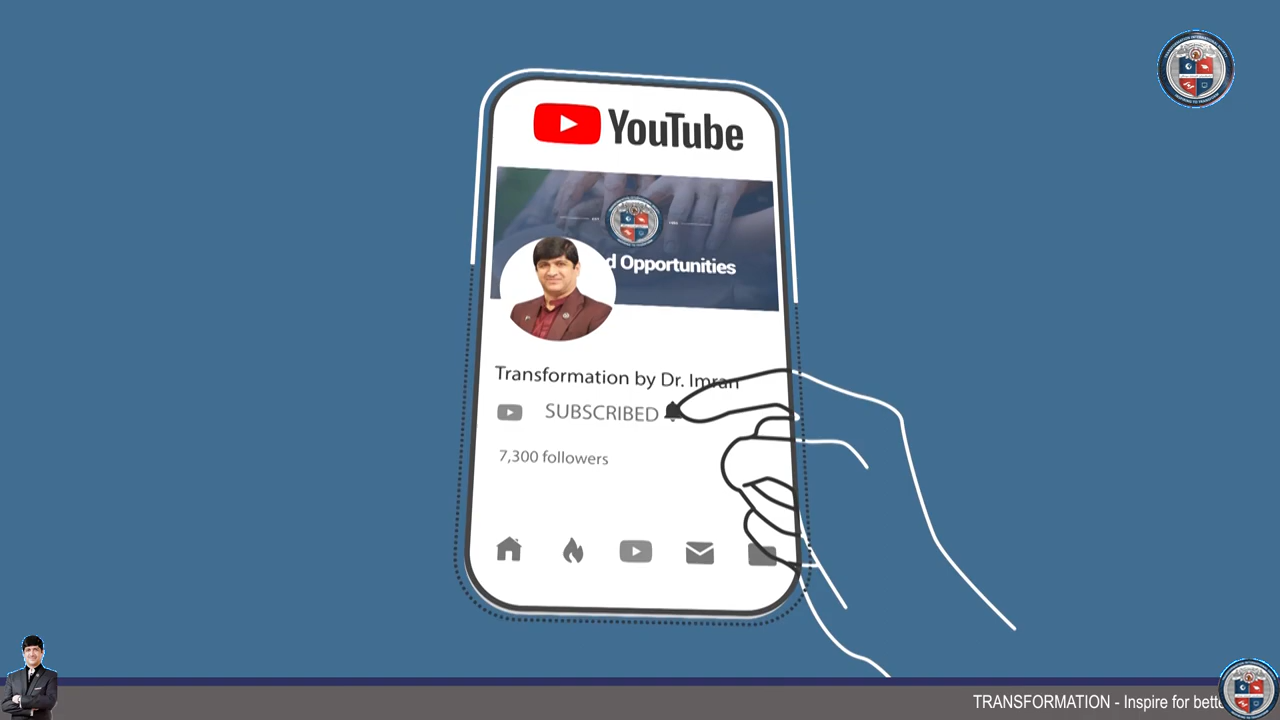 YouTube
d Opportunities
Transformation by Dr. Imran
SUBSCRIBED
7,300 followers
TRANSFORMATION - Inspire for bette